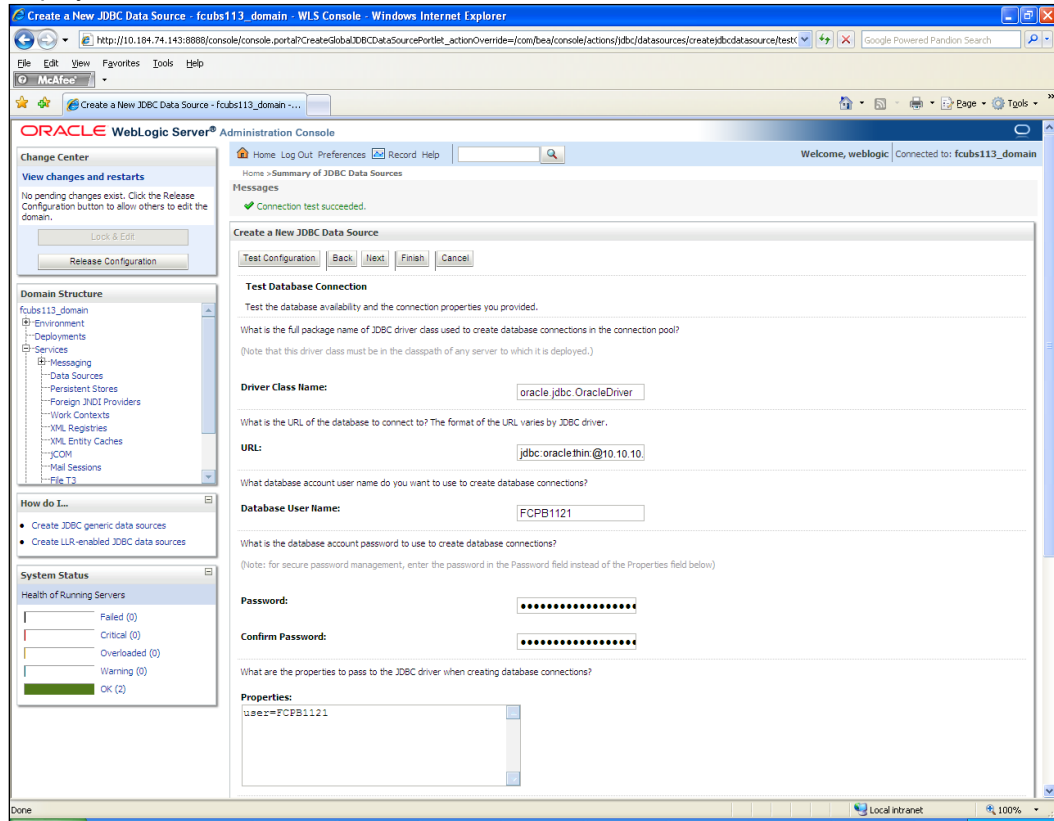 Create a New JDBC Data Source - fcubs113_domain - WLS Console - Windows Internet Explorer
http://10.184.74.143:8888/console/console.portal?CreateGlobalJDBCDataSourcePortlet_actionOverride=/com/bea/console/actions/jdbc/datasources/createjdbcdatasource/test(
Google Powered Pandion Search
File Edit View Favorites Tools Help
McAfee
Create a New JDBC Data Source - fcubs113_domain -...
Page Tools
ORACLE WebLogic Server® Administration Console
Change Center
View changes and restarts
No pending changes exist. Click the Release
Configuration button to allow others to edit the
domain.
Lock & Edit
Release Configuration
Domain Structure
fcubs113_domain
Environment
Deployments
Services
Messaging
Data Sources
Persistent Stores
Foreign JNDI Providers
Work Contexts
XML Registries
XML Entity Caches
jCOM
Mail Sessions
File T3
How do I...
Create JDBC generic data sources
Create LLR-enabled JDBC data sources
System Status
Health of Running Servers
Failed (0)
Critical (0)
Overloaded (0)
Warning (0)
OK (2)
Home Log Out Preferences Record Help
Welcome, weblogic Connected to: fcubs113_domain
Home >Summary of JDBC Data Sources
Messages
Connection test succeeded.
Create a New JDBC Data Source
Test Configuration Back Next Finish Cancel
Test Database Connection
Test the database availability and the connection properties you provided.
What is the full package name of JDBC driver class used to create database connections in the connection pool?
(Note that this driver class must be in the classpath of any server to which it is deployed.)
Driver Class Name: oracle.jdbc.OracleDriver
What is the URL of the database to connect to? The format of the URL varies by JDBC driver.
URL: jdbc:oracle:thin:@10.10.10.
What database account user name do you want to use to create database connections?
Database User Name: FCPB1121
What is the database account password to use to create database connections?
(Note: for secure password management, enter the password in the Password field instead of the Properties field below)
Password:
Confirm Password:
What are the properties to pass to the JDBC driver when creating database connections?
Properties:
user=FCPB1121
Done
Local intranet
100%